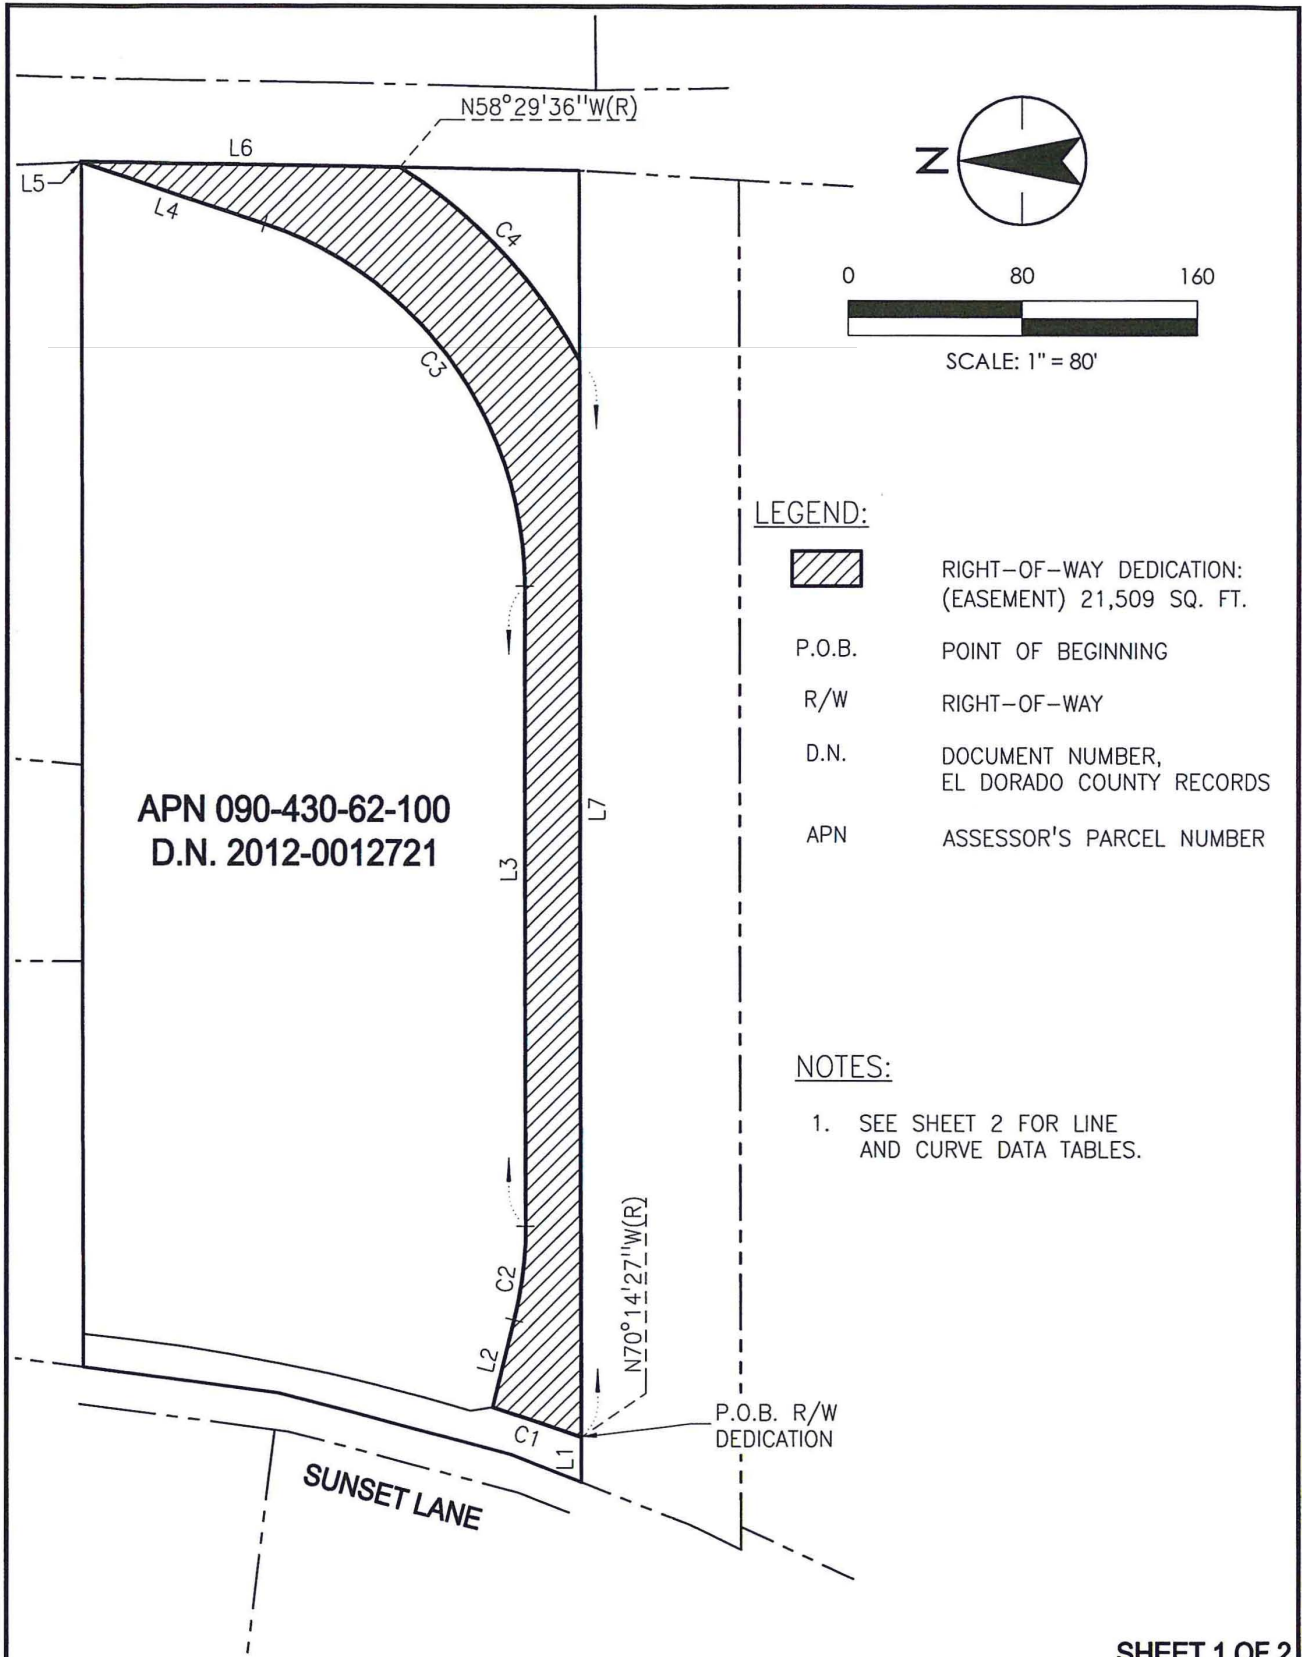 N58°29'36"W(R)
L6
L5
L4
C4
C3
N
0 80 160
SCALE: 1" = 80'
LEGEND:
RIGHT-OF-WAY DEDICATION:
(EASEMENT) 21,509 SQ. FT.
P.O.B. POINT OF BEGINNING
R/W RIGHT-OF-WAY
D.N. DOCUMENT NUMBER,
EL DORADO COUNTY RECORDS
APN ASSESSOR'S PARCEL NUMBER
APN 090-430-62-100
D.N. 2012-0012721
L3
L7
NOTES:
1. SEE SHEET 2 FOR LINE
AND CURVE DATA TABLES.
C2
L2
N70°14'27"W(R)
C1
L1
P.O.B. R/W
DEDICATION
SUNSET LANE
SHEET 1 OF 2